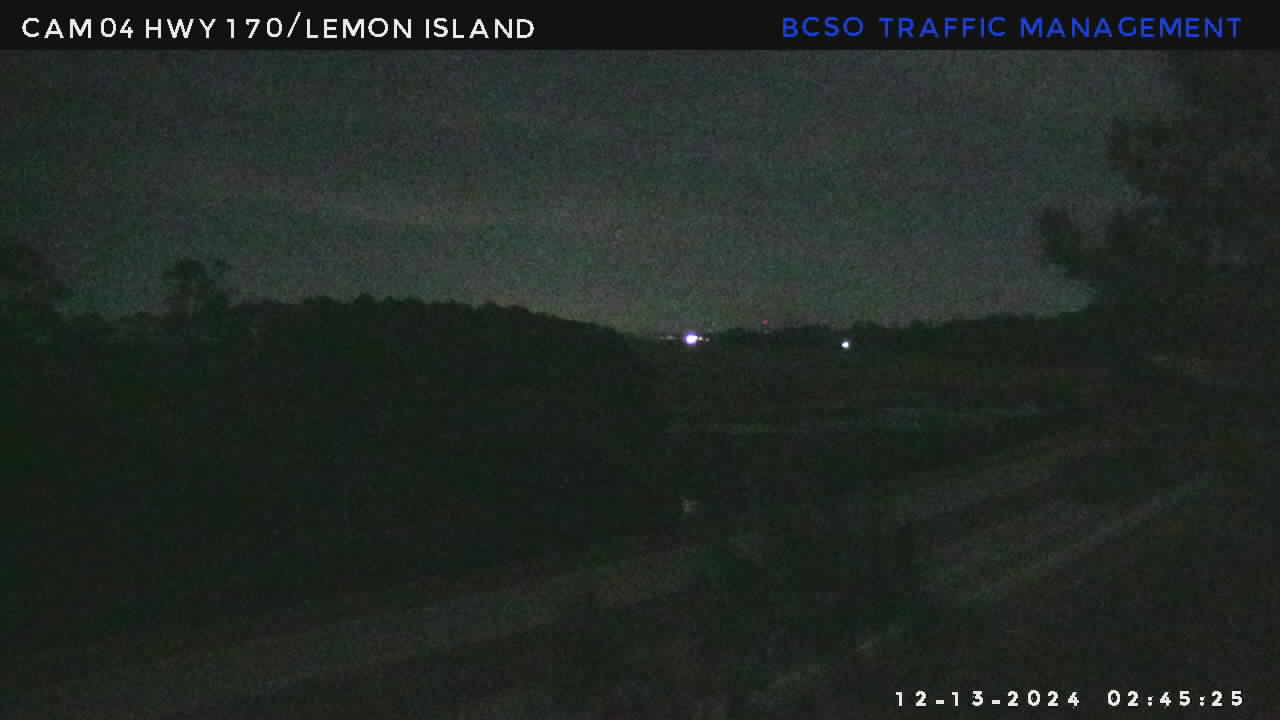 CAM04 HWY 170/LEMON ISLAND
BCSO TRAFFIC MANAGEMENT
12-13-2024 02:45:25